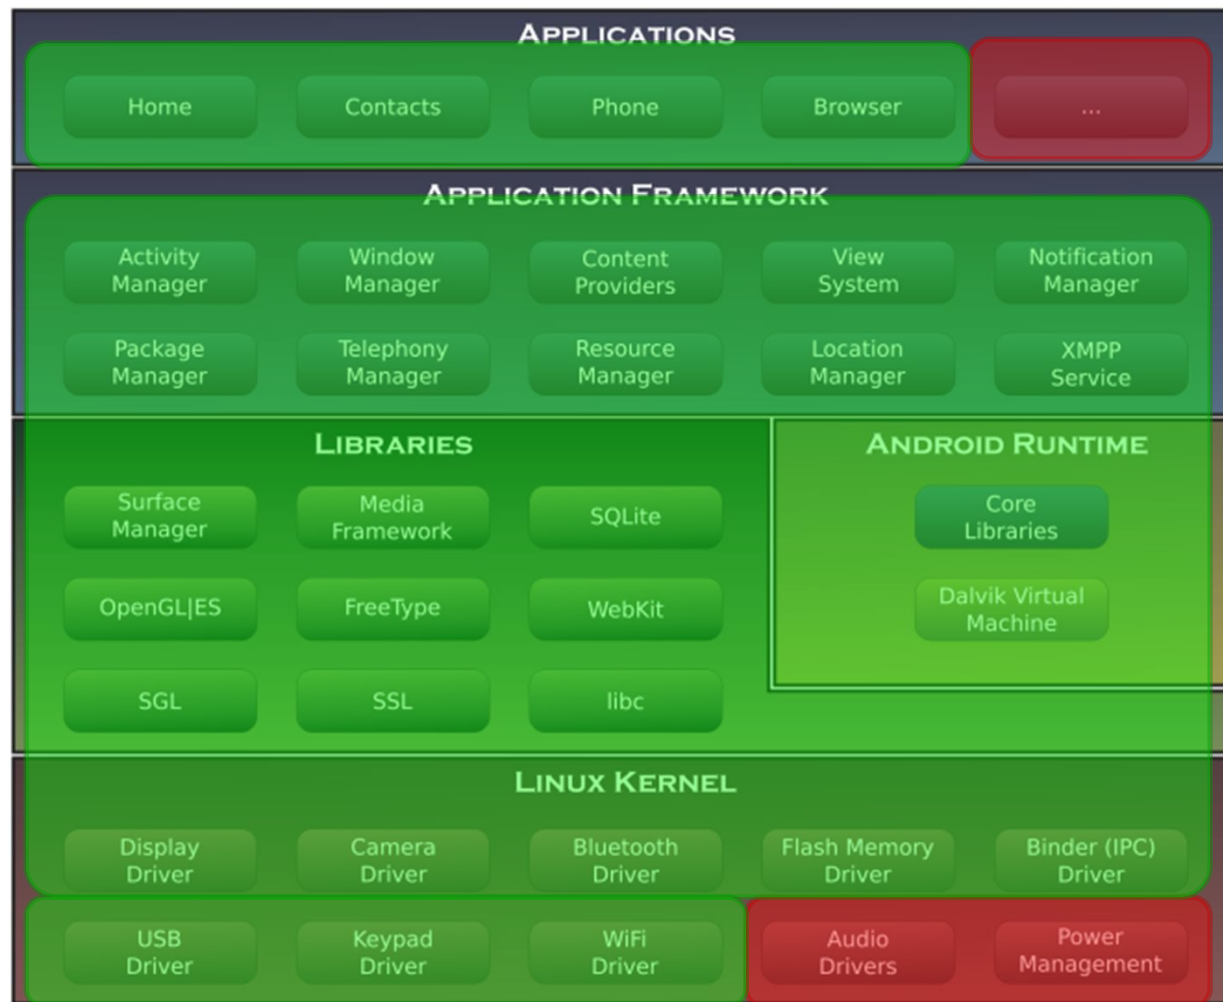 APPLICATIONS
Home Contacts Phone Browser ...
APPLICATION FRAMEWORK
Activity
Manager
Window
Manager
Content
Providers
View
System
Notification
Manager
Package
Manager
Telephony
Manager
Resource
Manager
Location
Manager
XMPP
Service
LIBRARIES
Surface
Manager
Media
Framework
SQLite
OpenGL|ES
FreeType
WebKit
SGL
SSL
libc
ANDROID RUNTIME
Core
Libraries
Dalvik Virtual
Machine
LINUX KERNEL
Display
Driver
Camera
Driver
Bluetooth
Driver
Flash Memory
Driver
Binder (IPC)
Driver
USB
Driver
Keypad
Driver
WiFi
Driver
Audio
Drivers
Power
Management